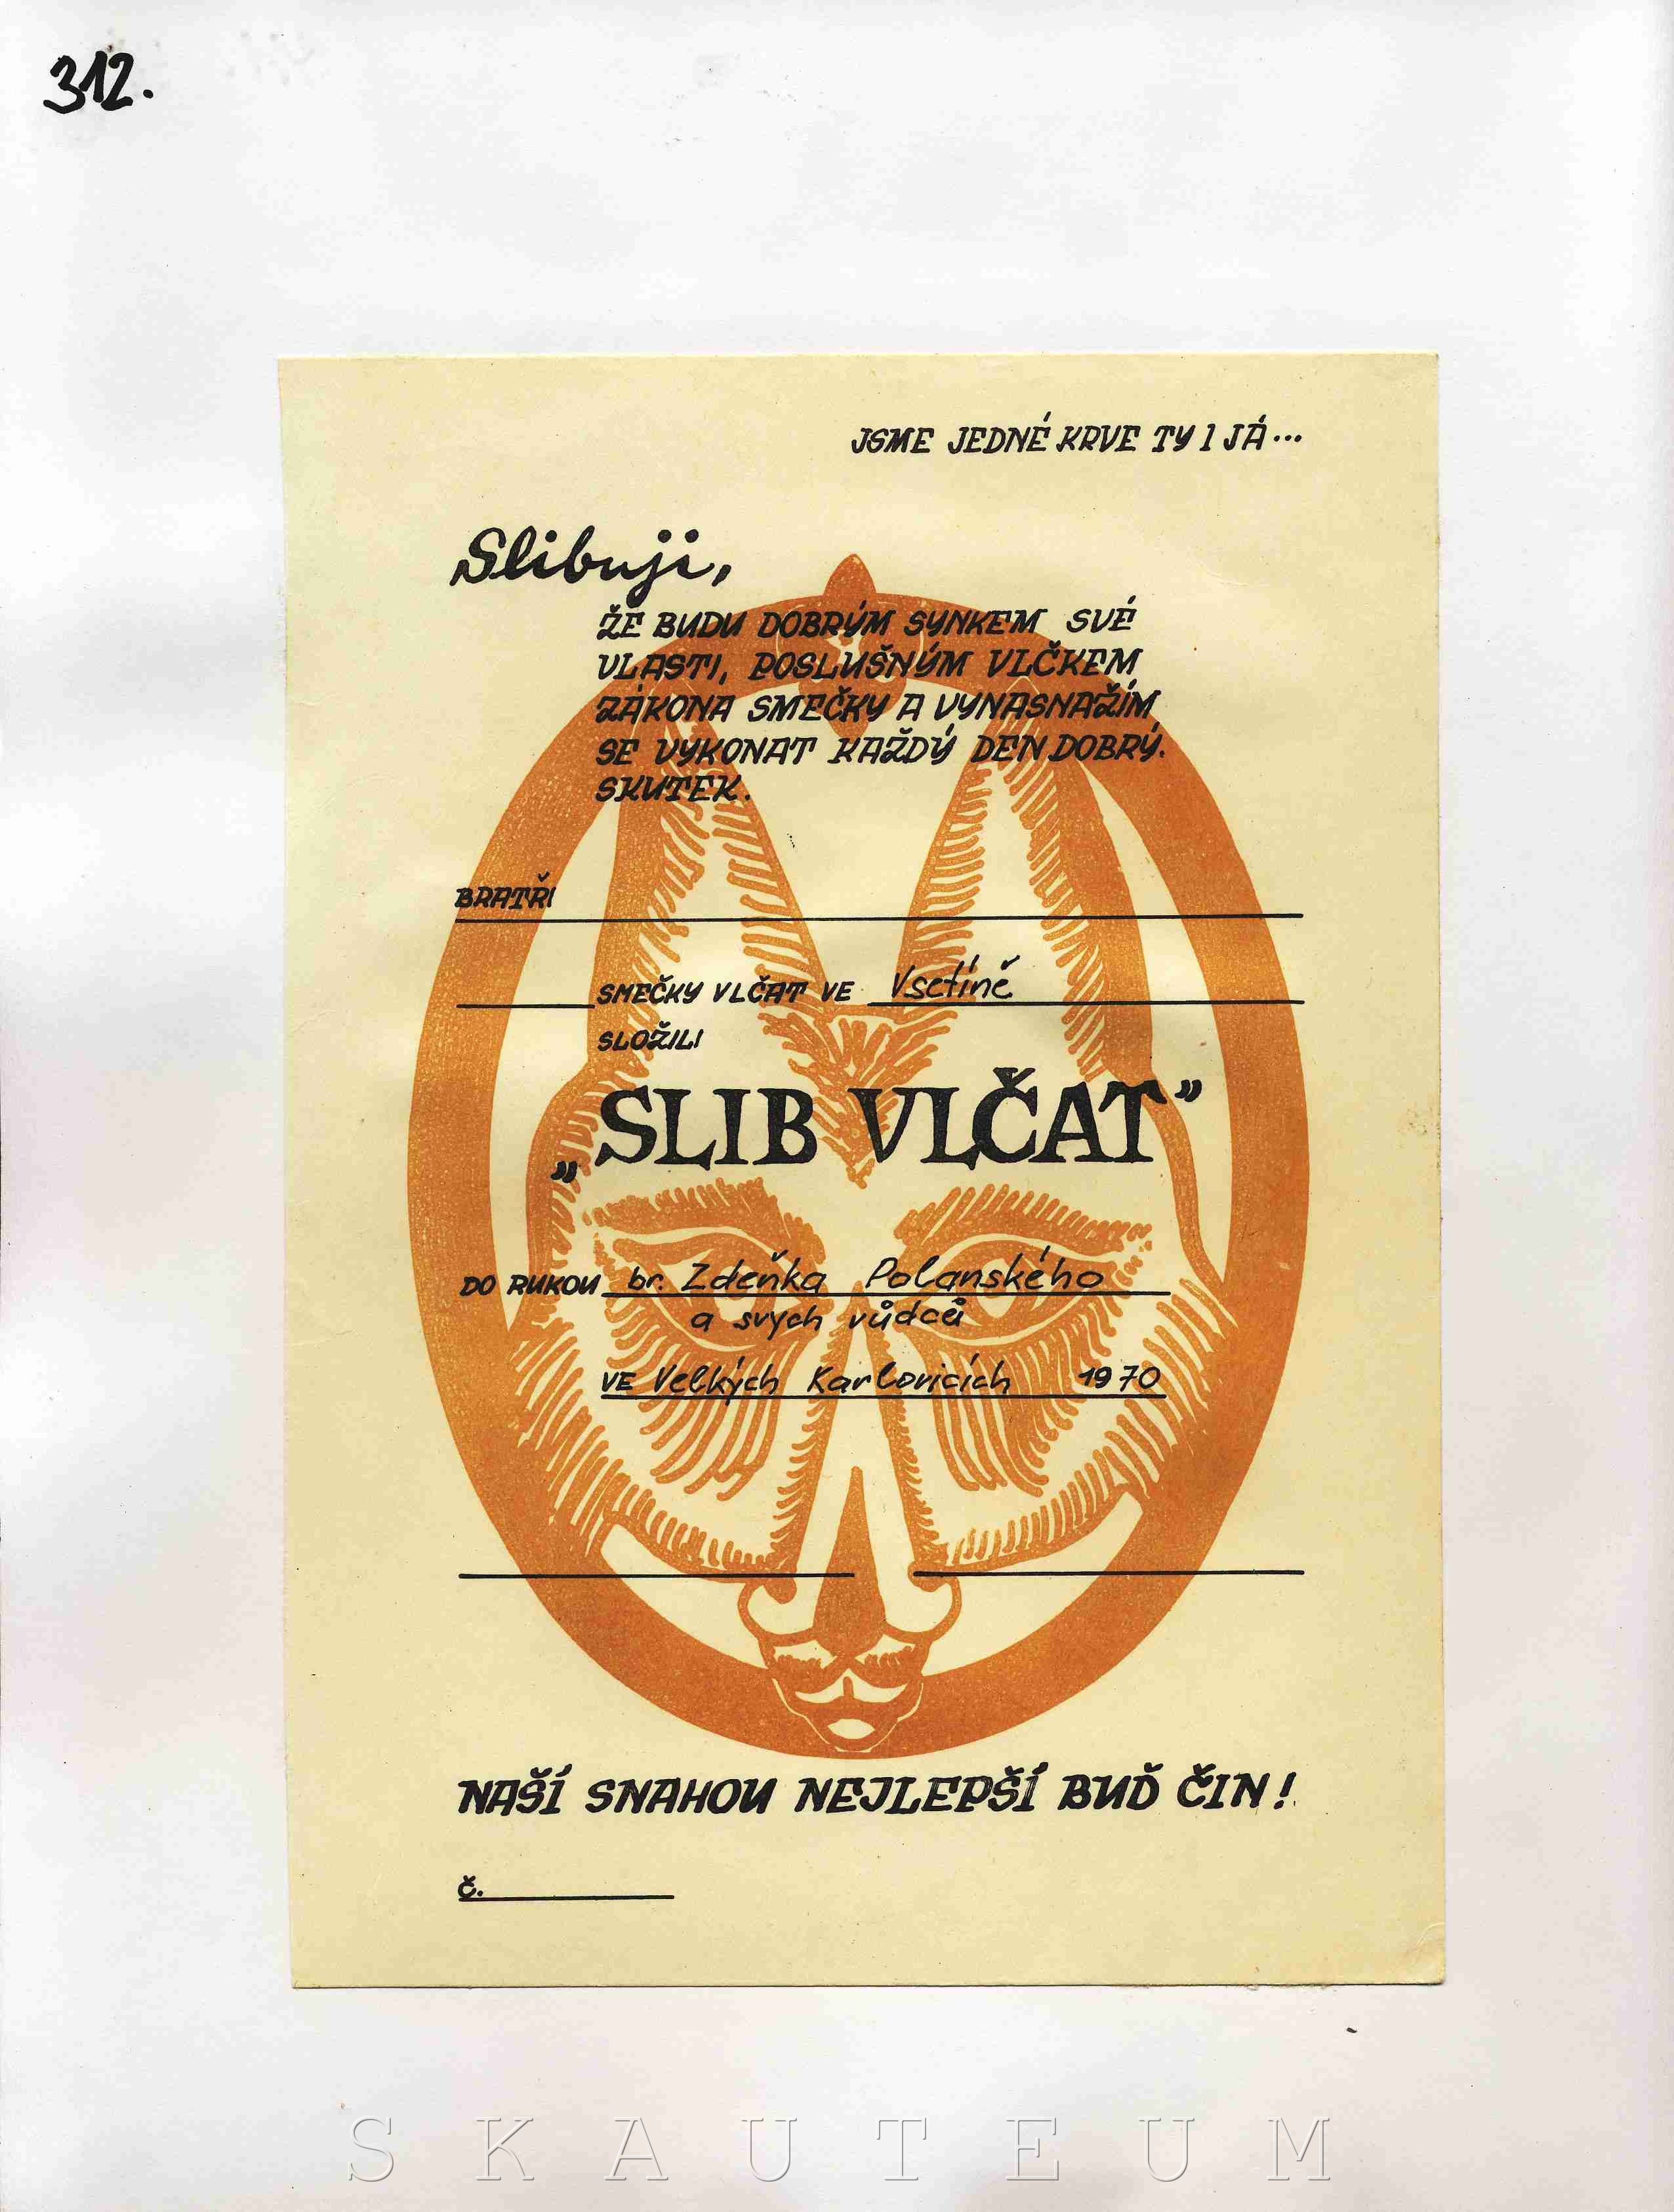 312.
JSME JEDNÉ KRVE TY I JÁ...
Slibuji,
ŽE BUDU DOBRÝM SYNKEM SVÉ
VLASTI, POSLUŠNÝM VLČKEM
ZÁKONA SMEČKY A VYNASNAŽÍM
SE VYKONAT KAŽDÝ DEN DOBRÝ.
SKUTEK.
BRATŘI
SMEČKY VLČAT VE Vsetíně
SLOŽILI
„SLIB VLČAT”
DO RUKOU br. Zdeňka Polanského
a svých vůdců
VE Velkých Karlovicích 1970
NAŠÍ SNAHOU NEJLEPŠÍ BUĎ ČIN!
Č.
SKAUTEUM